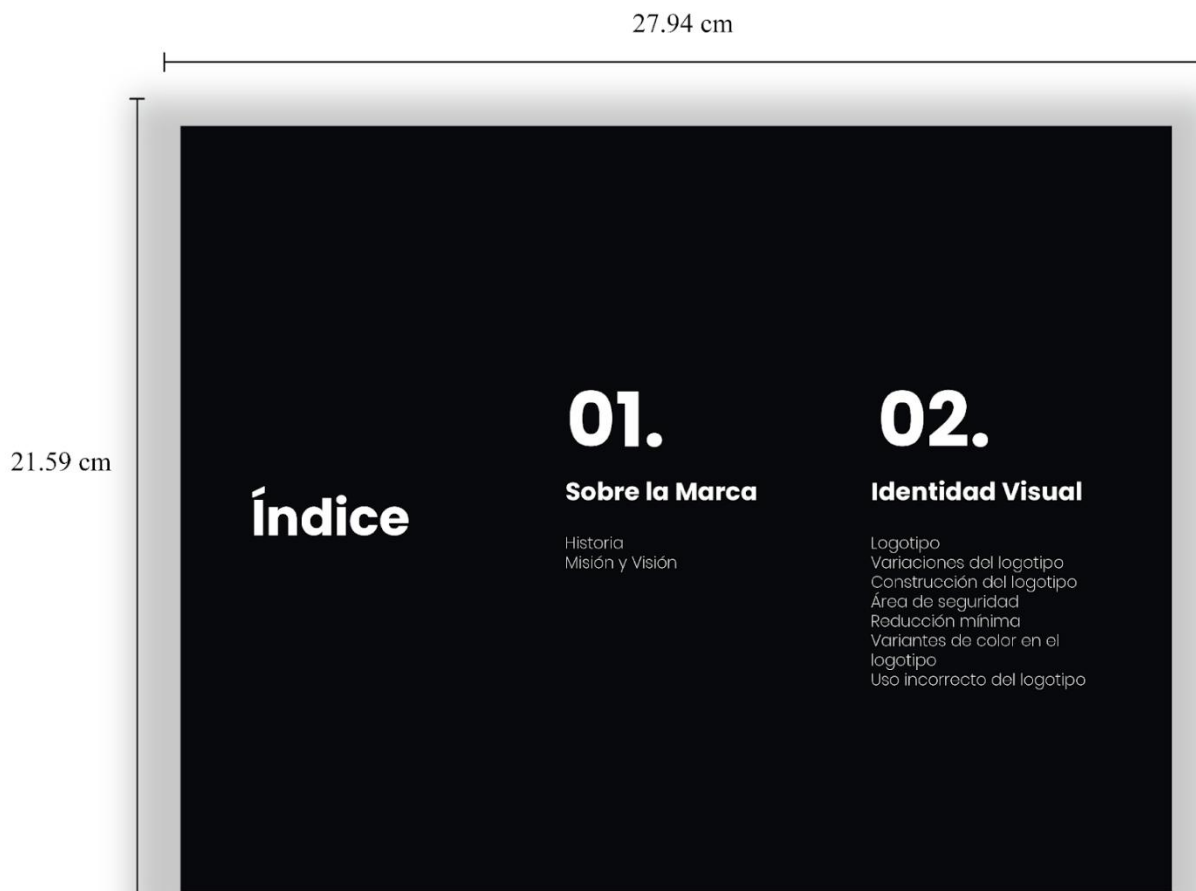 27.94 cm
21.59 cm
Índice
01.
Sobre la Marca
Historia
Misión y Visión
02.
Identidad Visual
Logotipo
Variaciones del logotipo
Construcción del logotipo
Área de seguridad
Reducción mínima
Variantes de color en el
logotipo
Uso incorrecto del logotipo